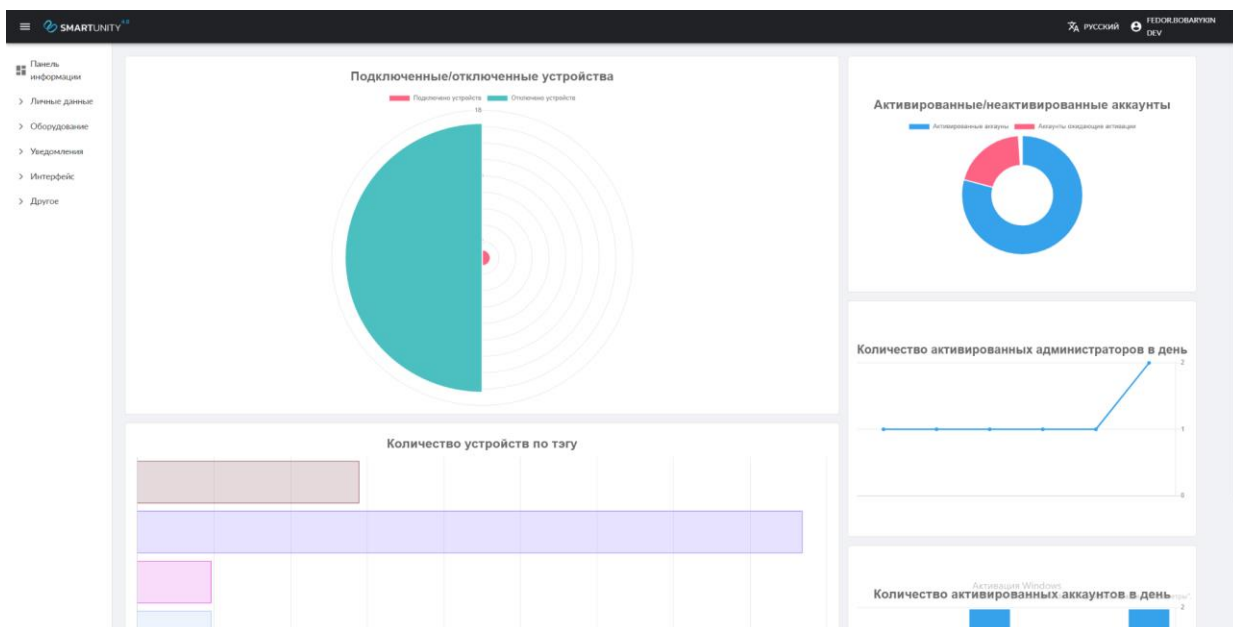 SMARTUNITY
РУССКИЙ
FEDOR.BOBARYKIN
DEV
Панель
информации
Личные данные
Оборудование
Уведомления
Интерфейс
Другое
Подключенные/отключенные устройства
Подключено устройств
Отключено устройств
18
Активированные/неактивированные аккаунты
Активированные аккауны
Аккаунты ожидающие активации
Количество активированных администраторов в день
2
1
0
Количество устройств по тэгу
Активация Windows
Количество активированных аккаунтов в день
2